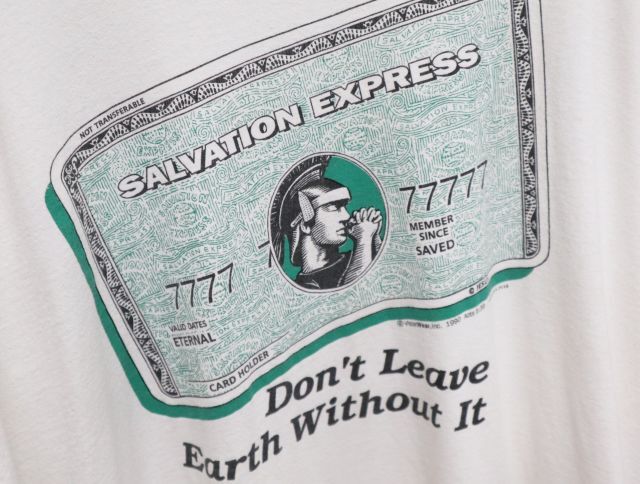 NOT TRANSFERABLE
SALVATION EXPRESS
7777 7
77777
MEMBER
SINCE
SAVED
VALID DATES
ETERNAL
CARD HOLDER
Don't Leave
Earth Without It